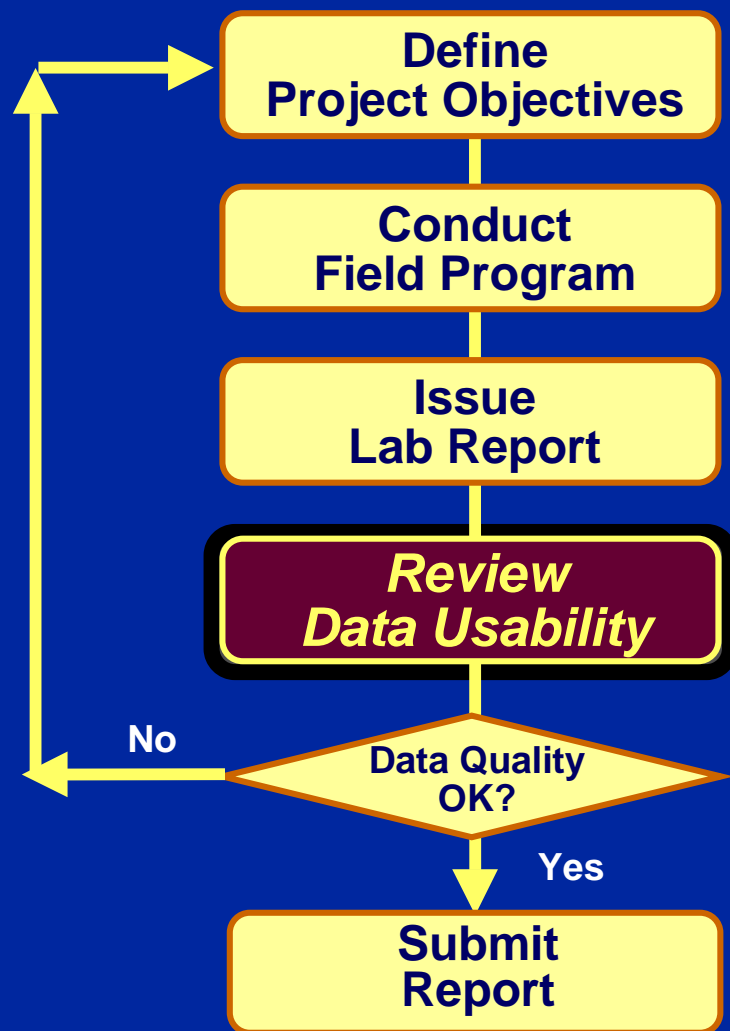 Define
Project Objectives
Conduct
Field Program
Issue
Lab Report
Review
Data Usability
No
Data Quality
OK?
Yes
Submit
Report